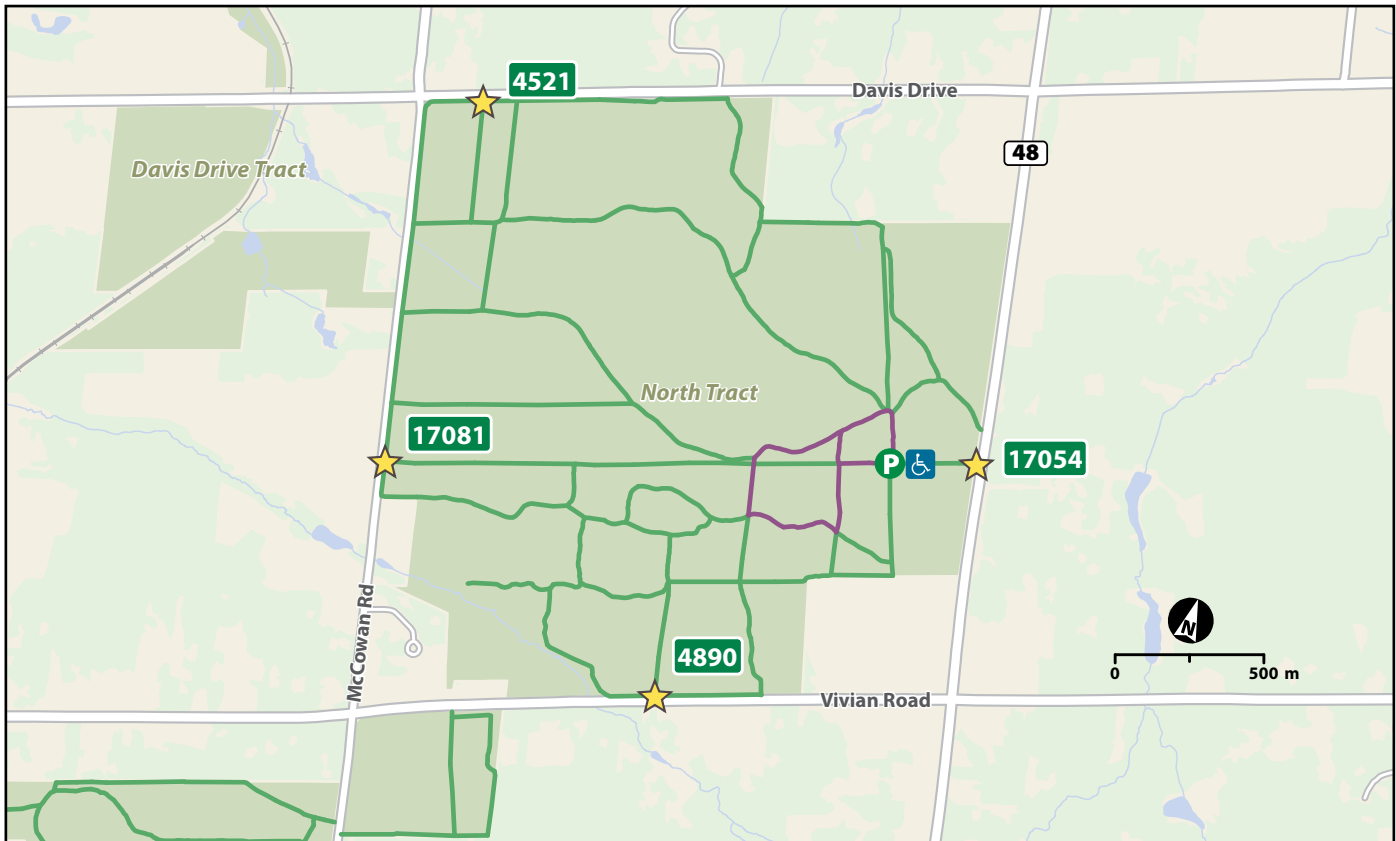 4521
Davis Drive
48
Davis Drive Tract
North Tract
17081
P
17054
McCowan Rd
N
4890
0 500 m
Vivian Road